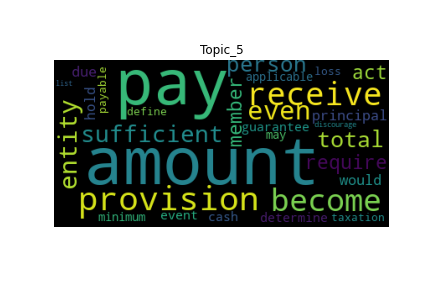 Topic_5
person
due pay applicable loss act
list payable hold define receive
entity sufficient member even principal
guarantee discourage
may total
amount require
would
provision become
minimum event cash determine taxation